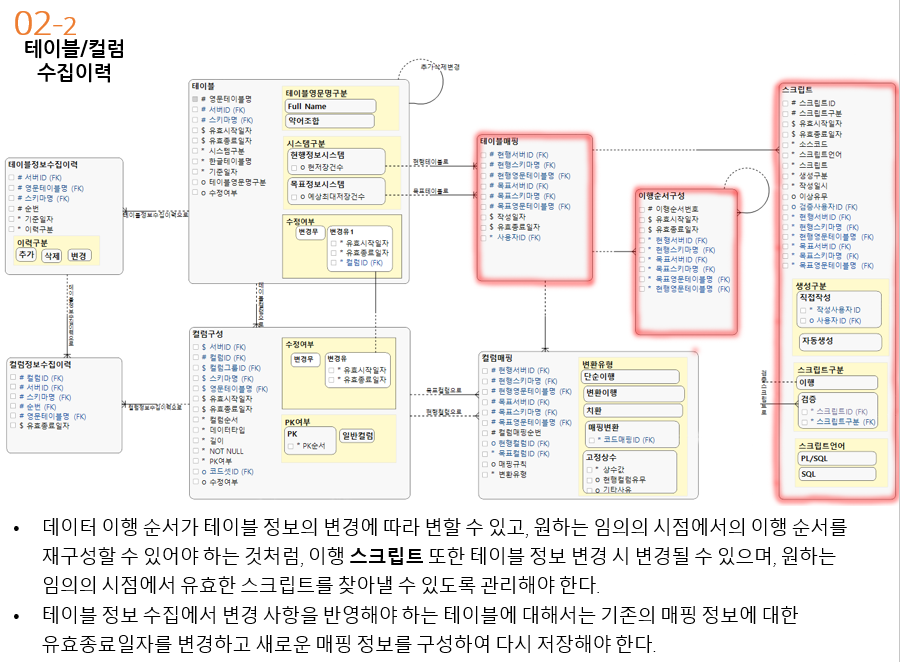 02-2
테이블/컬럼
수집이력
추가삭제변경
테이블
# 영문테이블명
# 서버ID (FK)
# 스키마명 (FK)
$ 유효시작일자
$ 유효종료일자
* 시스템구분
* 한글테이블명
* 기준일자
o 테이블영문명구분
o 수정여부
테이블영문명구분
Full Name
약어조합
시스템구분
현행정보시스템
o 현저장건수
목표정보시스템
o 예상최대저장건수
수정여부
변경무
변경유1
* 유효시작일자
* 유효종료일자
* 컬럼ID (FK)
현행테이블로
목표테이블로
테이블정보수집이력
# 서버ID (FK)
# 영문테이블명 (FK)
# 스키마명 (FK)
# 순번
* 기준일자
* 이력구분
이력구분
추가
삭제
변경
테이블정보수집이력으로
테이블매핑
# 현행서버ID (FK)
# 현행스키마명 (FK)
# 현행영문테이블명 (FK)
# 목표서버ID (FK)
# 목표스키마명 (FK)
# 목표영문테이블명 (FK)
$ 작성일자
$ 유효종료일자
* 사용자ID (FK)
이행순서구성
# 이행순서번호
$ 유효시작일자
$ 유효종료일자
* 현행서버ID (FK)
* 현행스키마명 (FK)
* 목표서버ID (FK)
* 목표스키마명 (FK)
* 목표영문테이블명 (FK)
* 현행영문테이블명 (FK)
스크립트
# 스크립트ID
# 스크립트구분
$ 유효시작일자
$ 유효종료일자
* 소스코드
* 스크립트언어
* 스크립트
* 생성구분
* 작성일시
o 이상유무
o 검증사용자ID (FK)
* 현행서버ID (FK)
* 현행스키마명 (FK)
* 현행영문테이블명 (FK)
* 목표서버ID (FK)
* 목표스키마명 (FK)
* 목표영문테이블명 (FK)
생성구분
직접작성
* 작성사용자ID
o 사용자ID (FK)
자동생성
스크립트구분
이행
검증
* 스크립트ID (FK)
* 스크립트구분 (FK)
스크립트언어
PL/SQL
SQL
컬럼정보수집이력
# 컬럼ID (FK)
# 서버ID (FK)
# 스키마명 (FK)
# 순번 (FK)
# 영문테이블명 (FK)
$ 유효종료일자
컬럼정보수집이력으로
컬럼구성
$ 서버ID (FK)
# 컬럼ID (FK)
$ 컬럼그룹ID (FK)
$ 스키마명 (FK)
$ 영문테이블명 (FK)
$ 유효시작일자
$ 유효종료일자
* 컬럼순서
* 데이터타입
* 길이
* NOT NULL
* PK여부
o 코드셋ID (FK)
o 수정여부
수정여부
변경무
변경유
* 유효시작일자
* 유효종료일자
PK여부
PK
* PK순서
일반컬럼
목표컬럼으로
현행컬럼으로
컬럼매핑
# 현행서버ID (FK)
# 현행스키마명 (FK)
# 현행영문테이블명 (FK)
# 목표서버ID (FK)
# 목표스키마명 (FK)
# 목표영문테이블명 (FK)
# 컬럼매핑순번
o 현행컬럼ID (FK)
* 목표컬럼ID (FK)
o 매핑규칙
* 변환유형
변환유형
단순이행
변환이행
치환
매핑변환
* 코드매핑ID (FK)
고정상수
* 상수값
o 현행컬럼유무
o 기타사유
• 데이터 이행 순서가 테이블 정보의 변경에 따라 변할 수 있고, 원하는 임의의 시점에서의 이행 순서를
재구성할 수 있어야 하는 것처럼, 이행 스크립트 또한 테이블 정보 변경 시 변경될 수 있으며, 원하는
임의의 시점에서 유효한 스크립트를 찾아낼 수 있도록 관리해야 한다.
• 테이블 정보 수집에서 변경 사항을 반영해야 하는 테이블에 대해서는 기존의 매핑 정보에 대한
유효종료일자를 변경하고 새로운 매핑 정보를 구성하여 다시 저장해야 한다.